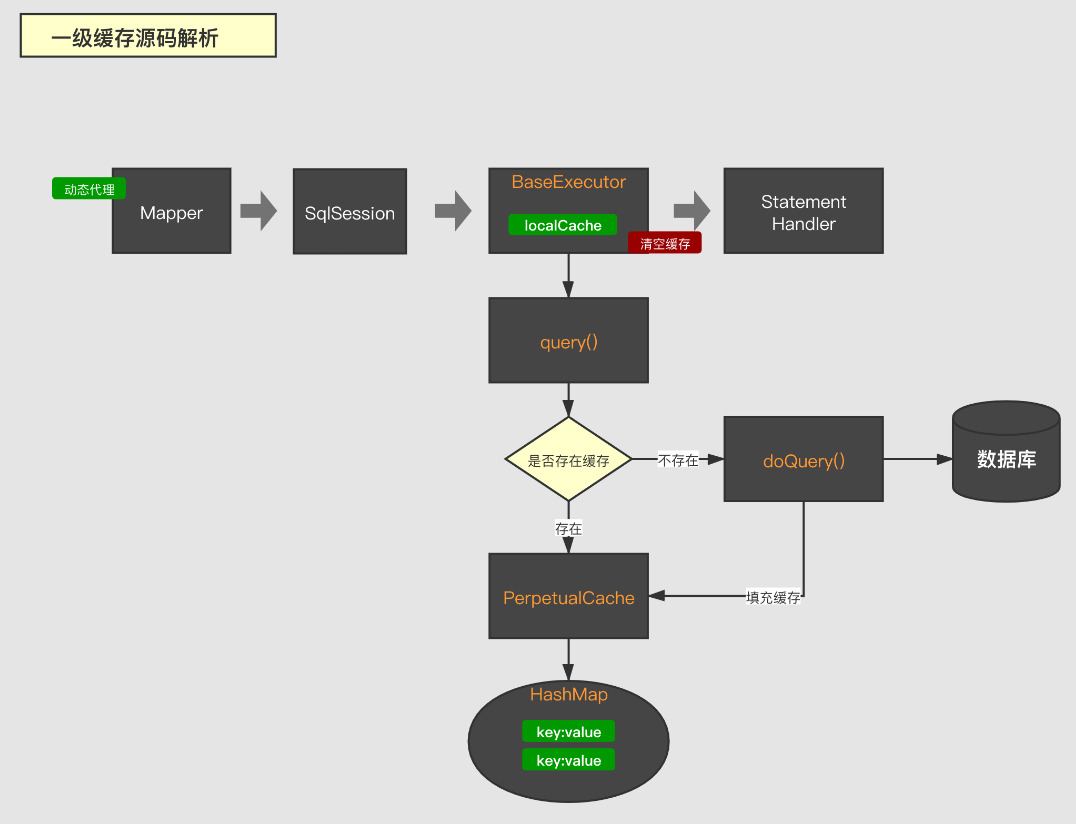 一级缓存源码解析
动态代理
Mapper
SqlSession
BaseExecutor
localCache
清空缓存
Statement
Handler
query()
是否存在缓存
不存在
doQuery()
数据库
存在
PerpetualCache
填充缓存
HashMap
key:value
key:value